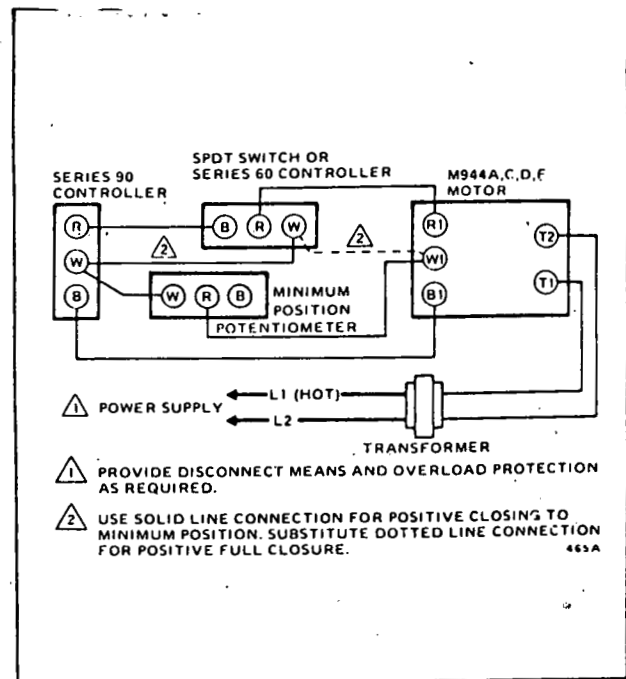 SERIES 90
CONTROLLER
SPDT SWITCH OR
SERIES 60 CONTROLLER
M944A,C,D,E
MOTOR
R
W
B
2
B
R
W
2
R1
W1
B1
T2
T1
W
R
B
MINIMUM
POSITION
POTENTIOMETER
1 POWER SUPPLY
L1 (HOT)
L2
TRANSFORMER
1 PROVIDE DISCONNECT MEANS AND OVERLOAD PROTECTION
AS REQUIRED.
2 USE SOLID LINE CONNECTION FOR POSITIVE CLOSING TO
MINIMUM POSITION. SUBSTITUTE DOTTED LINE CONNECTION
FOR POSITIVE FULL CLOSURE.
465A